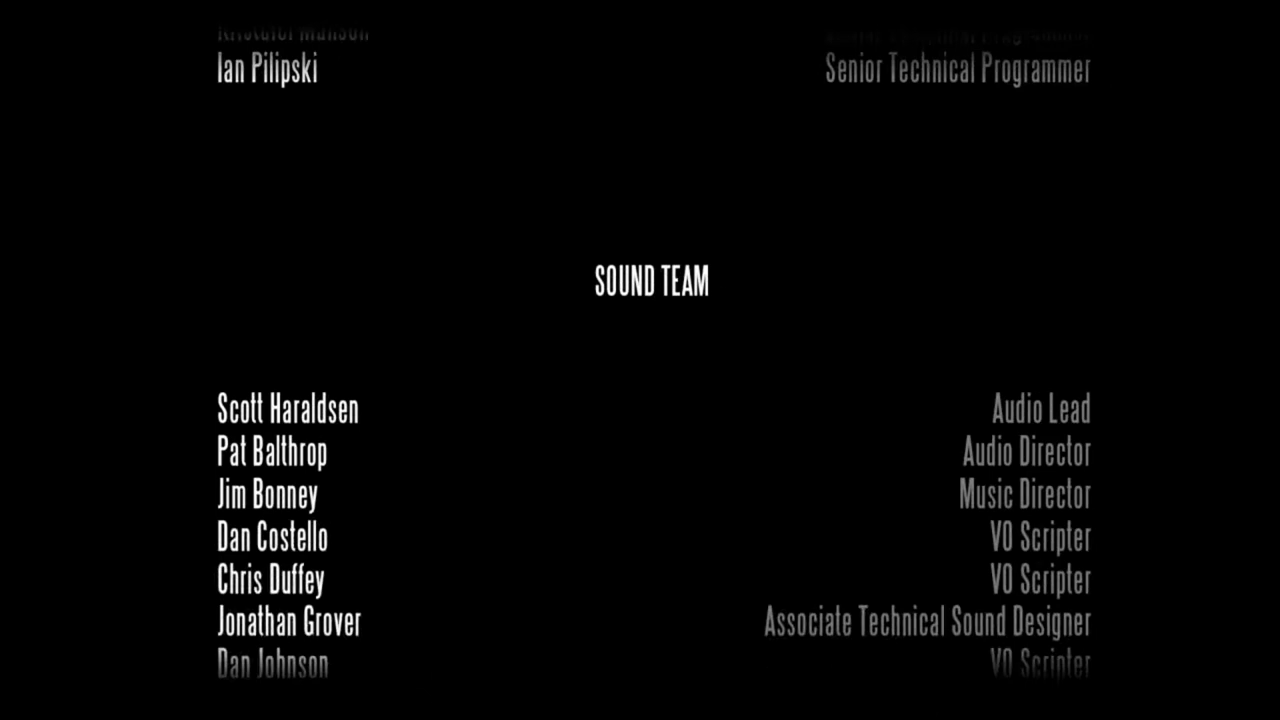 Ian Pilipski Senior Technical Programmer
SOUND TEAM
Scott Haraldsen Audio Lead
Pat Balthrop Audio Director
Jim Bonney Music Director
Dan Costello VO Scripter
Chris Duffey VO Scripter
Jonathan Grover Associate Technical Sound Designer
Dan Johnson VO Scripter